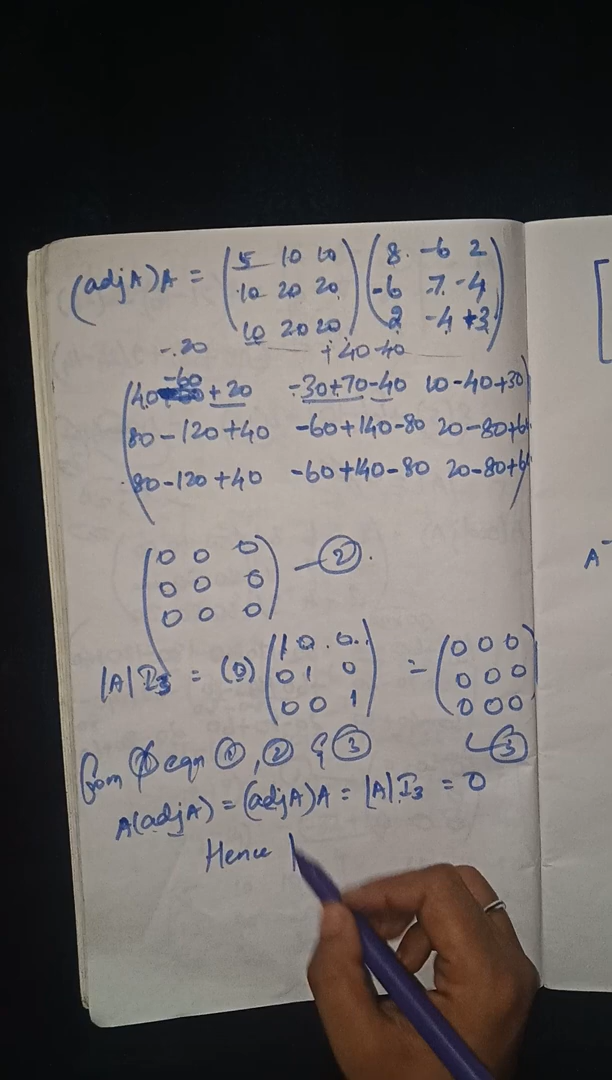 (adjA)A = (5 10 10) (8 -6 2)
(10 20 20) (-6 7 -4)
(10 20 20) (2 -4 +3)
-20 +40-40
-60
(40 +20 -30+70-40 10-40+30)
80-120+40 -60+140-80 20-80+6
80-120+40 -60+140-80 20-80+6
(0 0 0) — ②.
0 0 0
0 0 0
|A|I₃ = (0) (1 0 0) = (0 0 0)
0 1 0 0 0 0
0 0 1 0 0 0
③
from eqn ①, ② & ③
A(adjA) = (adjA)A = |A|I₃ = 0
Hence
A⁻